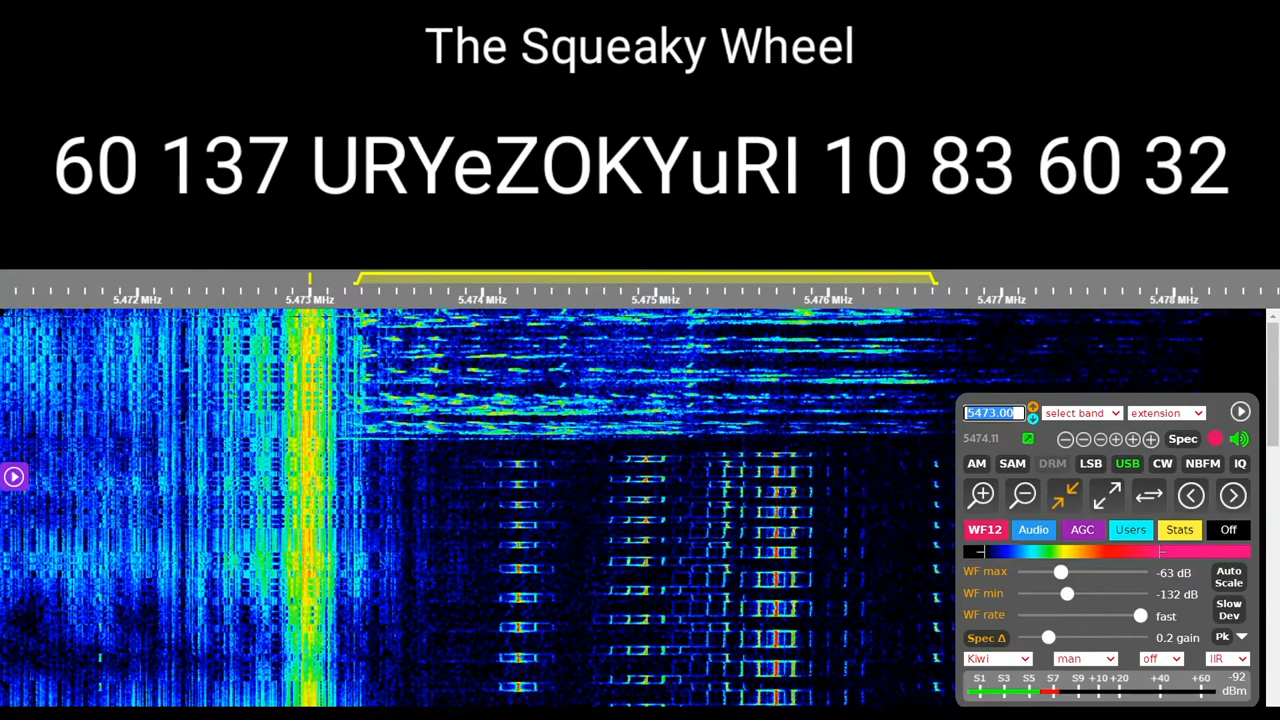 The Squeaky Wheel
60 137 URYeZOKYuRI 10 83 60 32
5.472 MHz 5.473 MHz 5.474 MHz 5.475 MHz 5.476 MHz 5.477 MHz 5.478 MHz
5473.00 select band extension
5474.11 Spec
AM SAM DRM LSB USB CW NBFM IQ
WF12 Audio AGC Users Stats Off
WF max -63 dB Auto Scale
WF min -132 dB
WF rate fast Slow Dev
Spec Δ 0.2 gain Pk
Kiwi man off IIR
S1 S3 S5 S7 S9 +10 +20 +40 +60 -92 dBm